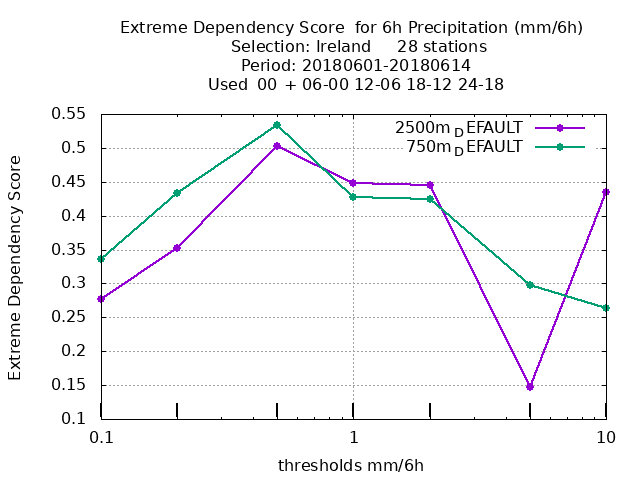 Extreme Dependency Score  for 6h Precipitation (mm/6h)
Selection: Ireland     28 stations
Period: 20180601-20180614
Used  00  + 06-00 12-06 18-12 24-18
2500m_DEFAULT
750m_DEFAULT
Extreme Dependency Score
0.55
0.5
0.45
0.4
0.35
0.3
0.25
0.2
0.15
0.1
0.1
1
10
thresholds mm/6h